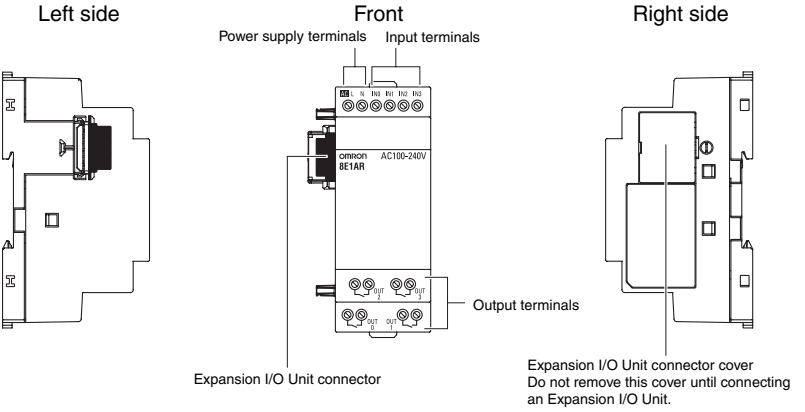 Left side
Front
Right side
Power supply terminals
Input terminals
AC L N IN0 IN1 IN2 IN3
OMRON AC100-240V
8E1AR
OUT 2
OUT 3
OUT 0
OUT 1
Output terminals
Expansion I/O Unit connector
Expansion I/O Unit connector cover
Do not remove this cover until connecting
an Expansion I/O Unit.